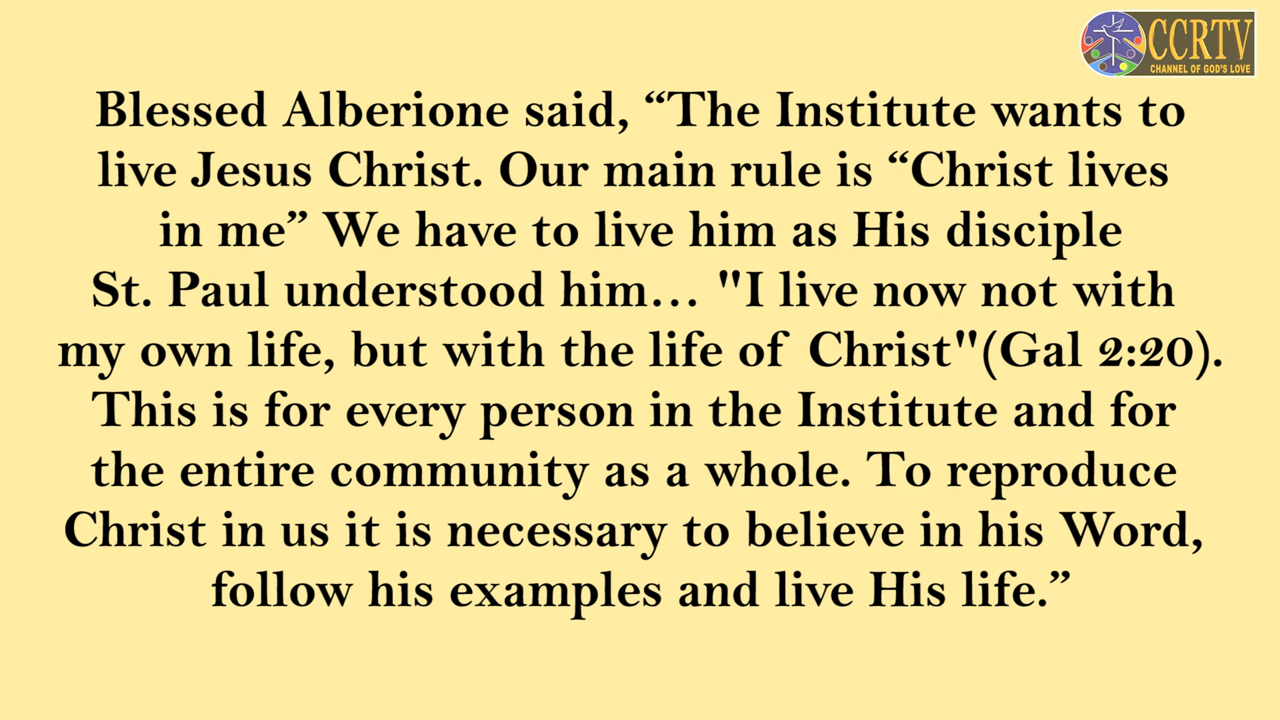 CCRTV
CHANNEL OF GOD'S LOVE
Blessed Alberione said, “The Institute wants to
live Jesus Christ. Our main rule is “Christ lives
in me” We have to live him as His disciple
St. Paul understood him… "I live now not with
my own life, but with the life of Christ"(Gal 2:20).
This is for every person in the Institute and for
the entire community as a whole. To reproduce
Christ in us it is necessary to believe in his Word,
follow his examples and live His life.”